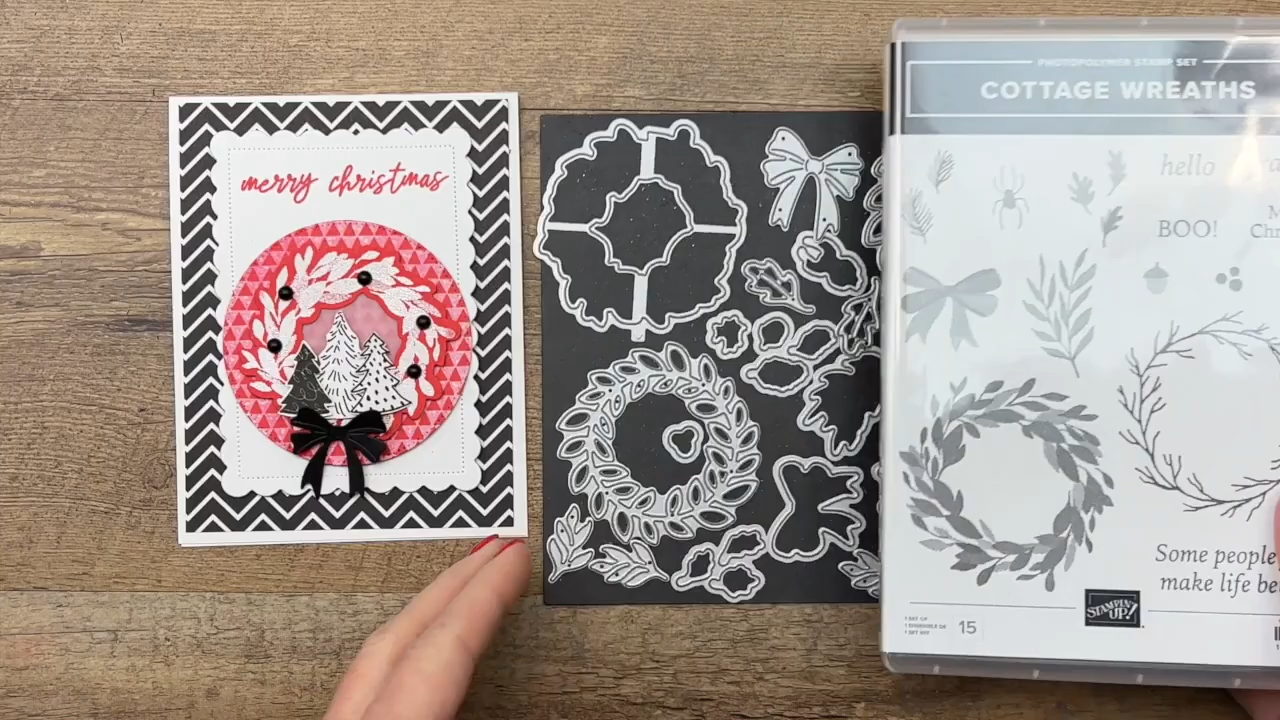 merry christmas
PHOTOPOLYMER STAMP SET
COTTAGE WREATHS
hello
BOO!
Some people
make life be
STAMPIN'
UP!
15